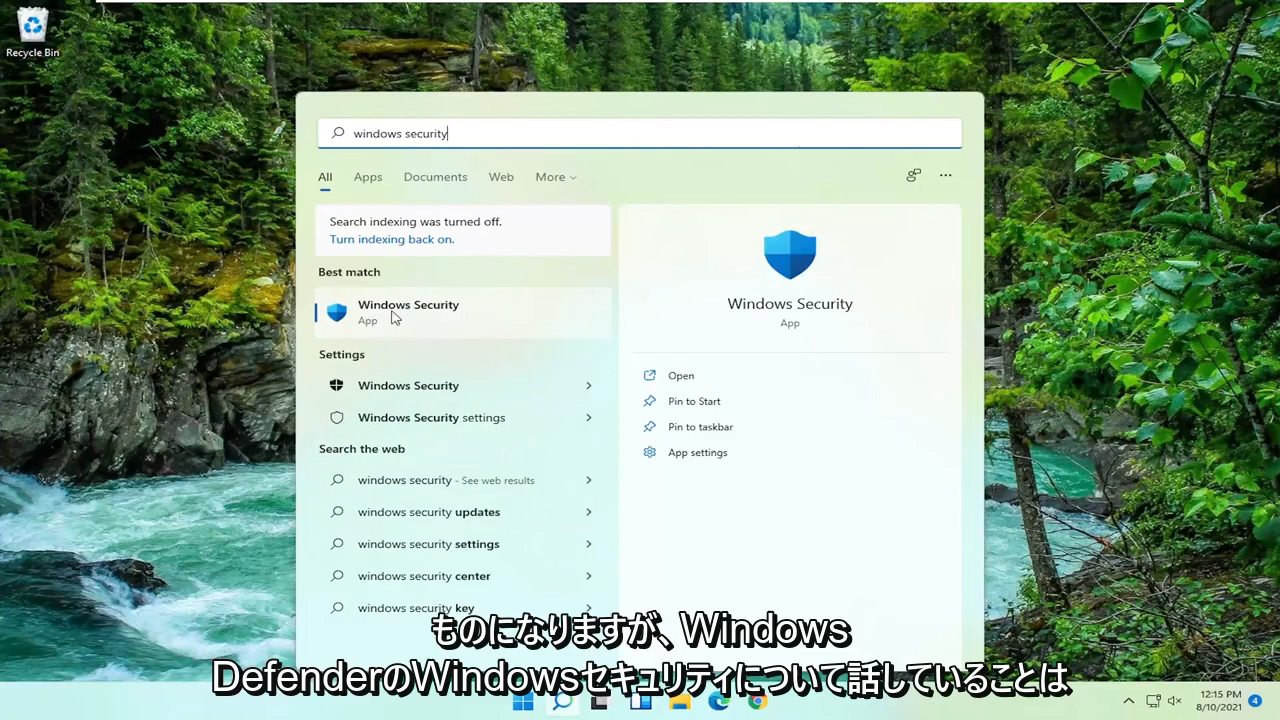 Recycle Bin
windows security
All Apps Documents Web More
Search indexing was turned off.
Turn indexing back on.
Best match
Windows Security
App
Settings
Windows Security
Windows Security settings
Search the web
windows security - See web results
windows security updates
windows security settings
windows security center
windows security key
Windows Security
App
Open
Pin to Start
Pin to taskbar
App settings
ものになりますが、Windows
DefenderのWindowsセキュリティについて話していることは
12:15 PM
8/10/2021
4